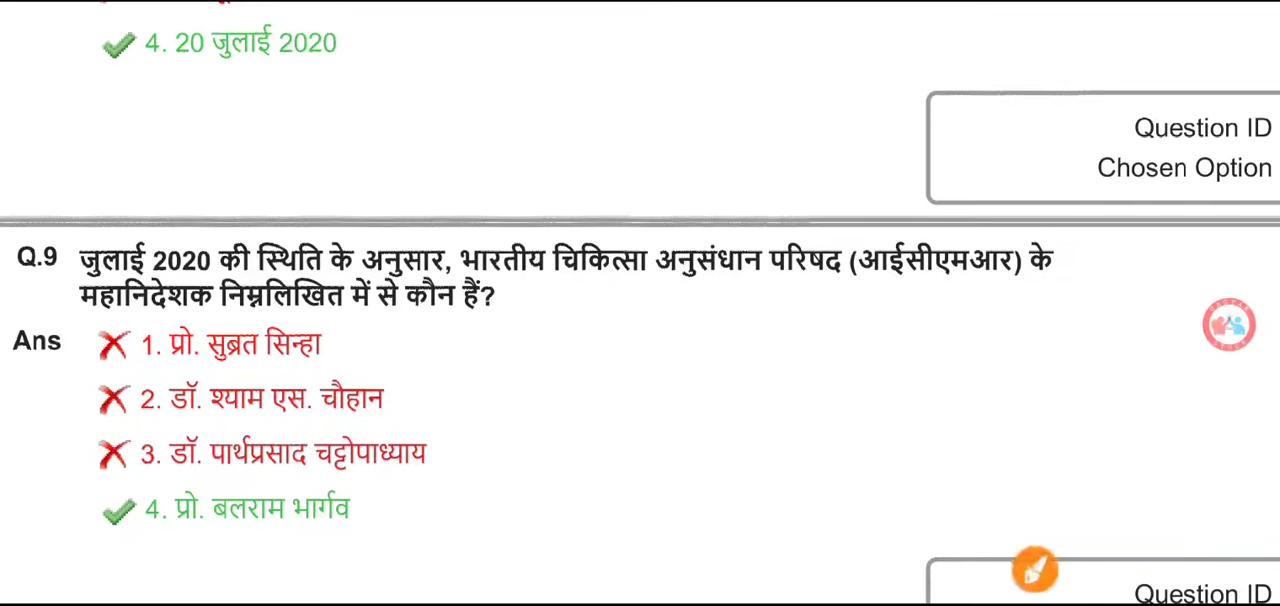 4. 20 जुलाई 2020
Question ID
Chosen Option
Q.9 जुलाई 2020 की स्थिति के अनुसार, भारतीय चिकित्सा अनुसंधान परिषद (आईसीएमआर) के
महानिदेशक निम्नलिखित में से कौन हैं?
Ans 1. प्रो. सुब्रत सिन्हा
2. डॉ. श्याम एस. चौहान
3. डॉ. पार्थप्रसाद चट्टोपाध्याय
4. प्रो. बलराम भार्गव
Question ID